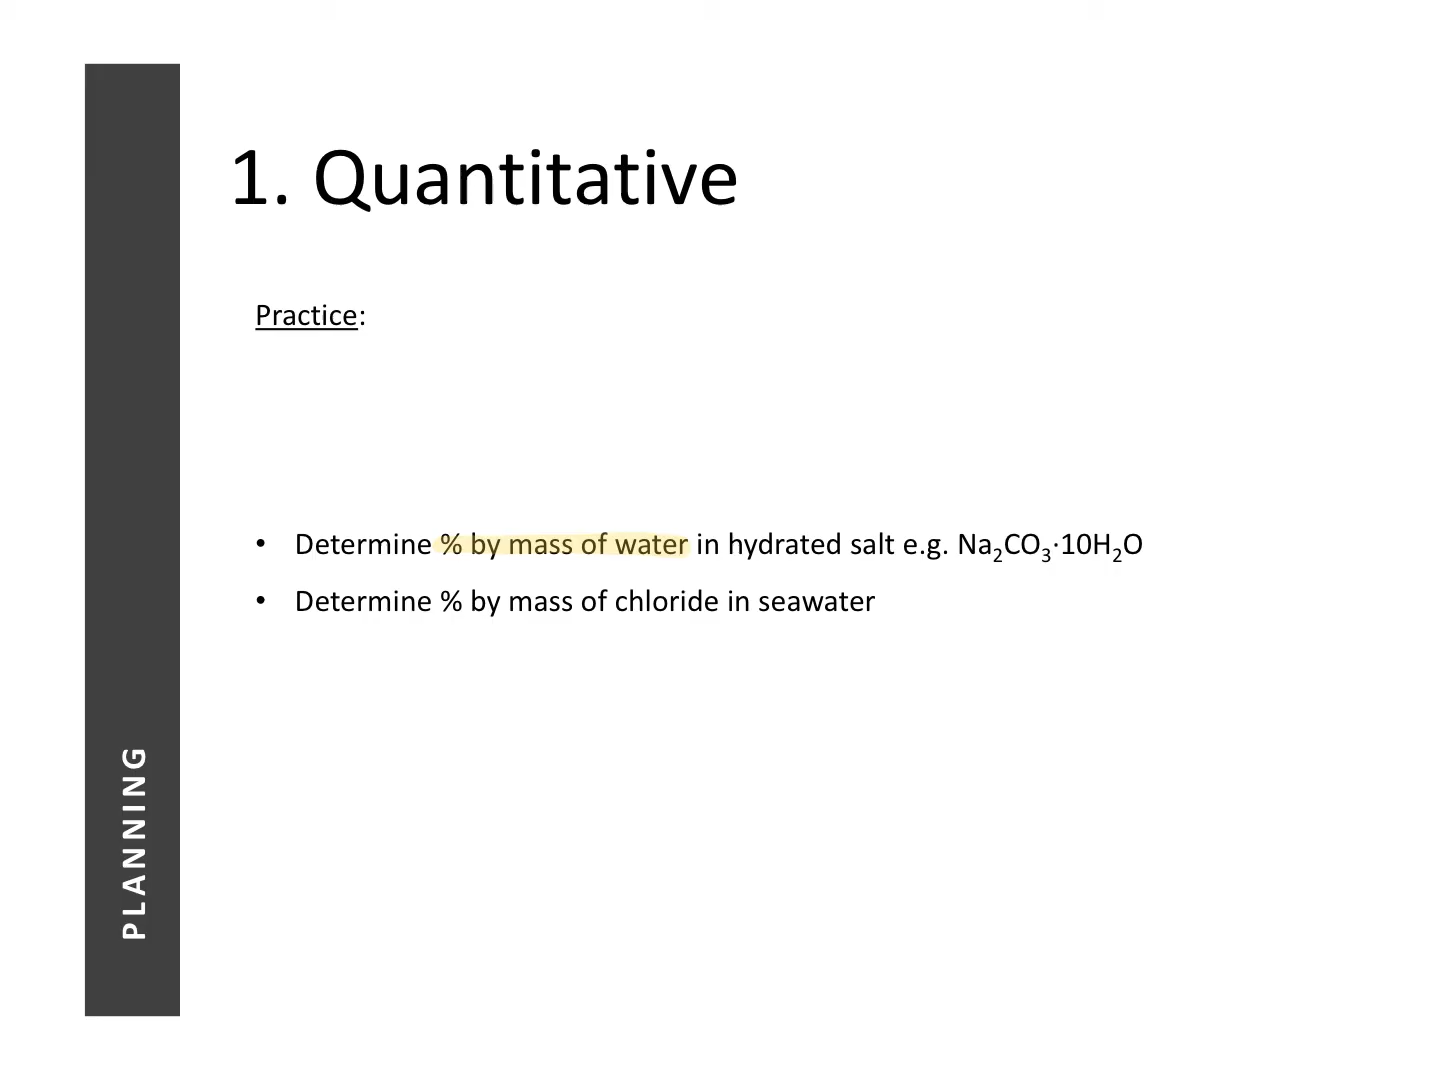 1. Quantitative
Practice:
• Determine % by mass of water in hydrated salt e.g. Na₂CO₃·10H₂O
• Determine % by mass of chloride in seawater
PLANNING